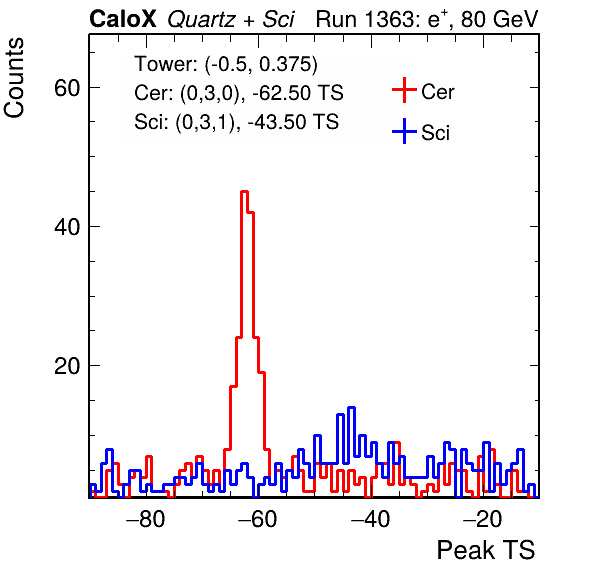 CaloX Quartz + Sci Run 1363: e⁺, 80 GeV
Counts
Tower: (-0.5, 0.375)
Cer: (0,3,0), -62.50 TS
Sci: (0,3,1), -43.50 TS
Cer
Sci
60
40
20
−80 −60 −40 −20
Peak TS